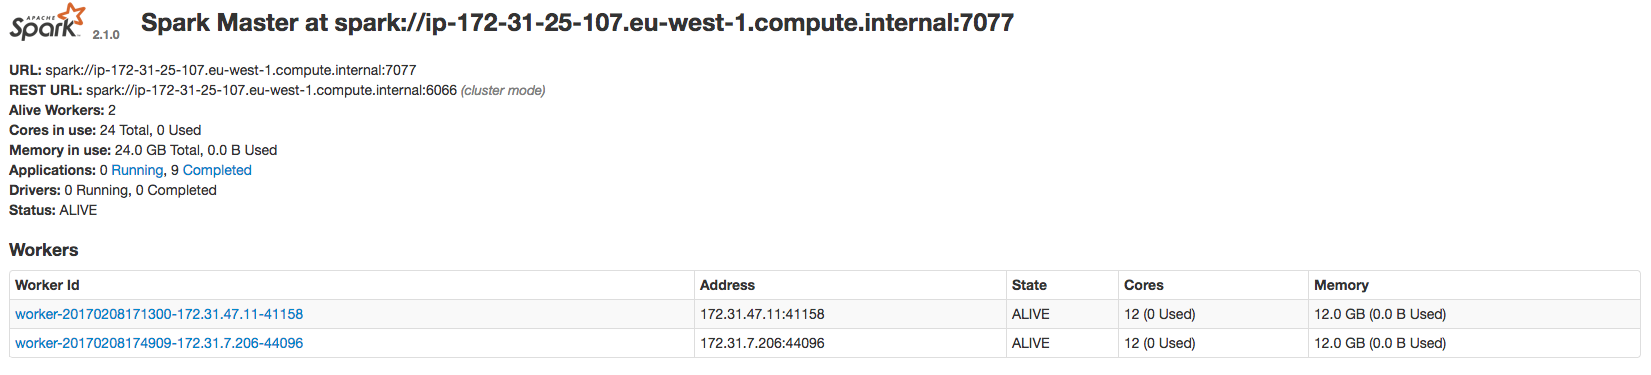 APACHE
Spark 2.1.0 Spark Master at spark://ip-172-31-25-107.eu-west-1.compute.internal:7077
URL: spark://ip-172-31-25-107.eu-west-1.compute.internal:7077
REST URL: spark://ip-172-31-25-107.eu-west-1.compute.internal:6066 (cluster mode)
Alive Workers: 2
Cores in use: 24 Total, 0 Used
Memory in use: 24.0 GB Total, 0.0 B Used
Applications: 0 Running, 9 Completed
Drivers: 0 Running, 0 Completed
Status: ALIVE
Workers
Worker Id Address State Cores Memory
worker-20170208171300-172.31.47.11-41158 172.31.47.11:41158 ALIVE 12 (0 Used) 12.0 GB (0.0 B Used)
worker-20170208174909-172.31.7.206-44096 172.31.7.206:44096 ALIVE 12 (0 Used) 12.0 GB (0.0 B Used)